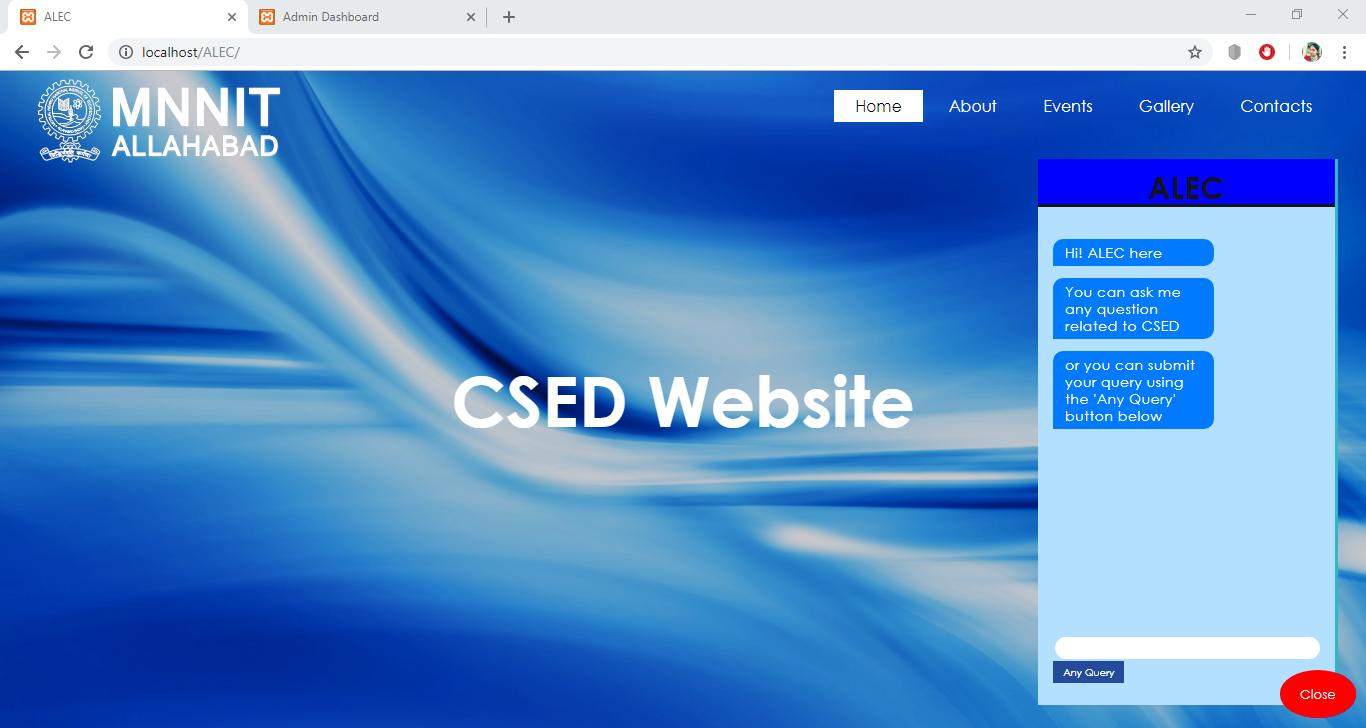 ALEC
Admin Dashboard
localhost/ALEC/
MNNIT
ALLAHABAD
Home About Events Gallery Contacts
ALEC
Hi! ALEC here
You can ask me
any question
related to CSED
or you can submit
your query using
the 'Any Query'
button below
CSED Website
Any Query
Close